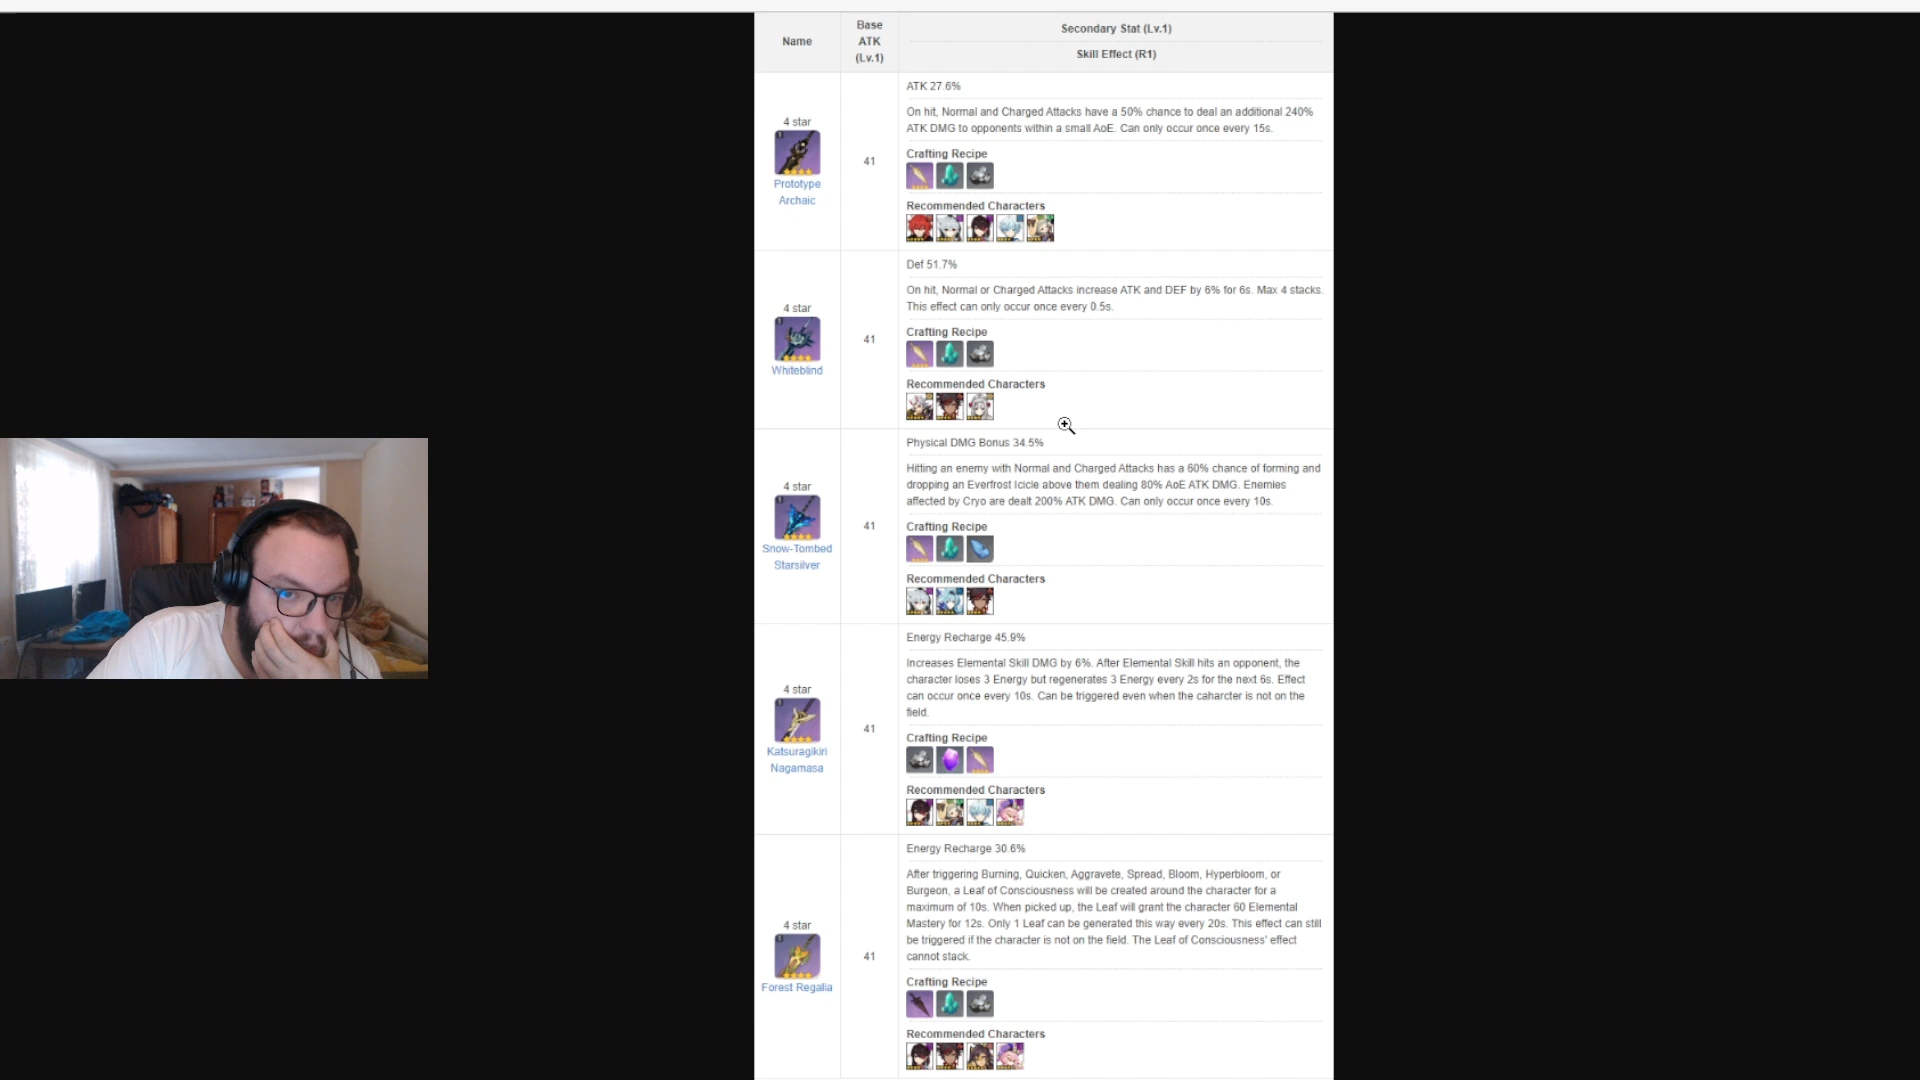 Name
Base
ATK
(Lv.1)
Secondary Stat (Lv.1)
Skill Effect (R1)
4 star
Prototype
Archaic
41
ATK 27.6%
On hit, Normal and Charged Attacks have a 50% chance to deal an additional 240%
ATK DMG to opponents within a small AoE. Can only occur once every 15s.
Crafting Recipe
Recommended Characters
4 star
Whiteblind
41
Def 51.7%
On hit, Normal or Charged Attacks increase ATK and DEF by 6% for 6s. Max 4 stacks.
This effect can only occur once every 0.5s.
Crafting Recipe
Recommended Characters
4 star
Snow-Tombed
Starsilver
41
Physical DMG Bonus 34.5%
Hitting an enemy with Normal and Charged Attacks has a 60% chance of forming and
dropping an Everfrost Icicle above them dealing 80% AoE ATK DMG. Enemies
affected by Cryo are dealt 200% ATK DMG. Can only occur once every 10s.
Crafting Recipe
Recommended Characters
4 star
Katsuragikiri
Nagamasa
41
Energy Recharge 45.9%
Increases Elemental Skill DMG by 6%. After Elemental Skill hits an opponent, the
character loses 3 Energy but regenerates 3 Energy every 2s for the next 6s. Effect
can occur once every 10s. Can be triggered even when the caharcter is not on the
field.
Crafting Recipe
Recommended Characters
4 star
Forest Regalia
41
Energy Recharge 30.6%
After triggering Burning, Quicken, Aggravete, Spread, Bloom, Hyperbloom, or
Burgeon, a Leaf of Consciousness will be created around the character for a
maximum of 10s. When picked up, the Leaf will grant the character 60 Elemental
Mastery for 12s. Only 1 Leaf can be generated this way every 20s. This effect can still
be triggered if the character is not on the field. The Leaf of Consciousness' effect
cannot stack.
Crafting Recipe
Recommended Characters